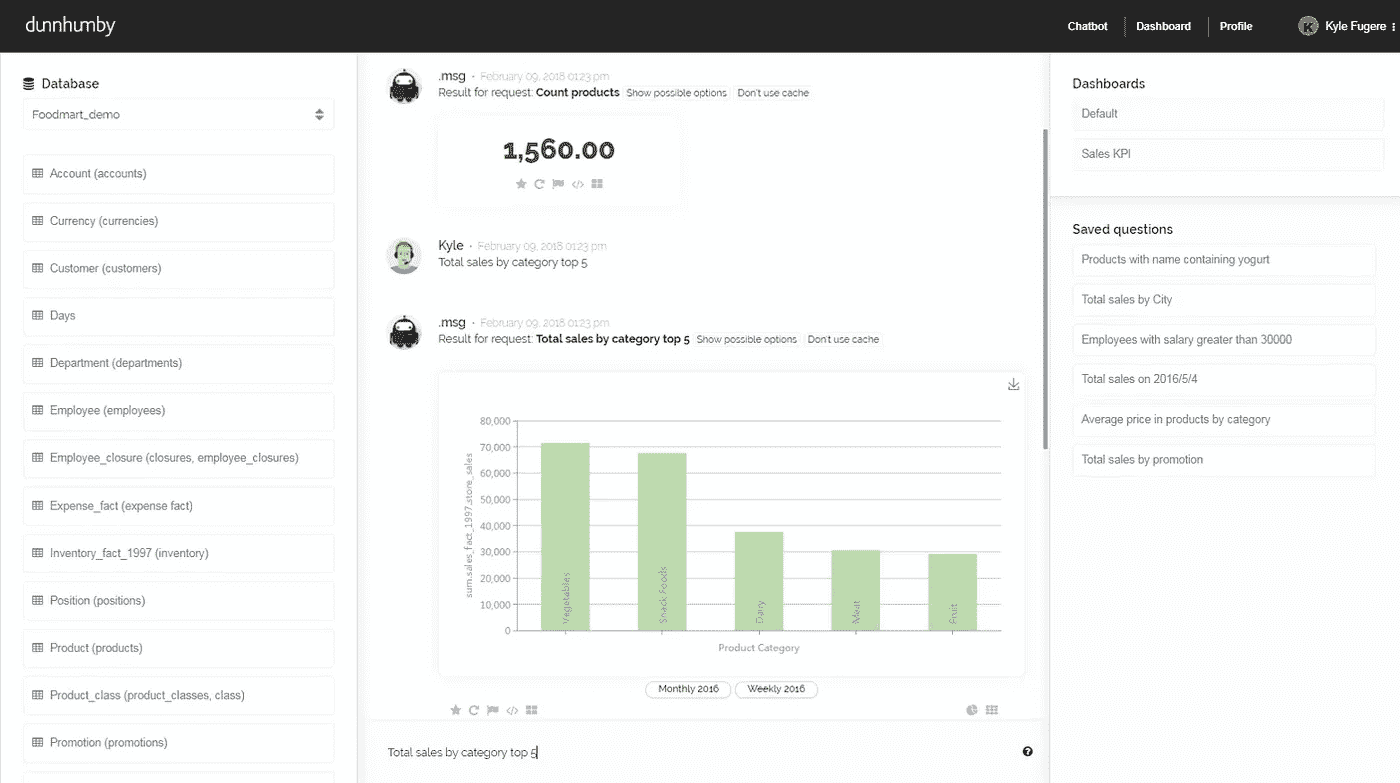 dunnhumby
Chatbot
Dashboard
Profile
K
Kyle Fugere
Database
Foodmart_demo
Account (accounts)
Currency (currencies)
Customer (customers)
Days
Department (departments)
Employee (employees)
Employee_closure (closures, employee_closures)
Expense_fact (expense fact)
Inventory_fact_1997 (inventory)
Position (positions)
Product (products)
Product_class (product_classes, class)
Promotion (promotions)
.msg · February 09, 2018 01:23 pm
Result for request: Count products Show possible options Don't use cache
1,560.00
Kyle · February 09, 2018 01:23 pm
Total sales by category top 5
.msg · February 09, 2018 01:23 pm
Result for request: Total sales by category top 5 Show possible options Don't use cache
sum.sales_fact_1997.store_sales
80,000
70,000
60,000
50,000
40,000
30,000
20,000
10,000
0
Vegetables
Snack Foods
Dairy
Meat
Fruit
Product Category
Monthly 2016
Weekly 2016
Total sales by category top 5
Dashboards
Default
Sales KPI
Saved questions
Products with name containing yogurt
Total sales by City
Employees with salary greater than 30000
Total sales on 2016/5/4
Average price in products by category
Total sales by promotion